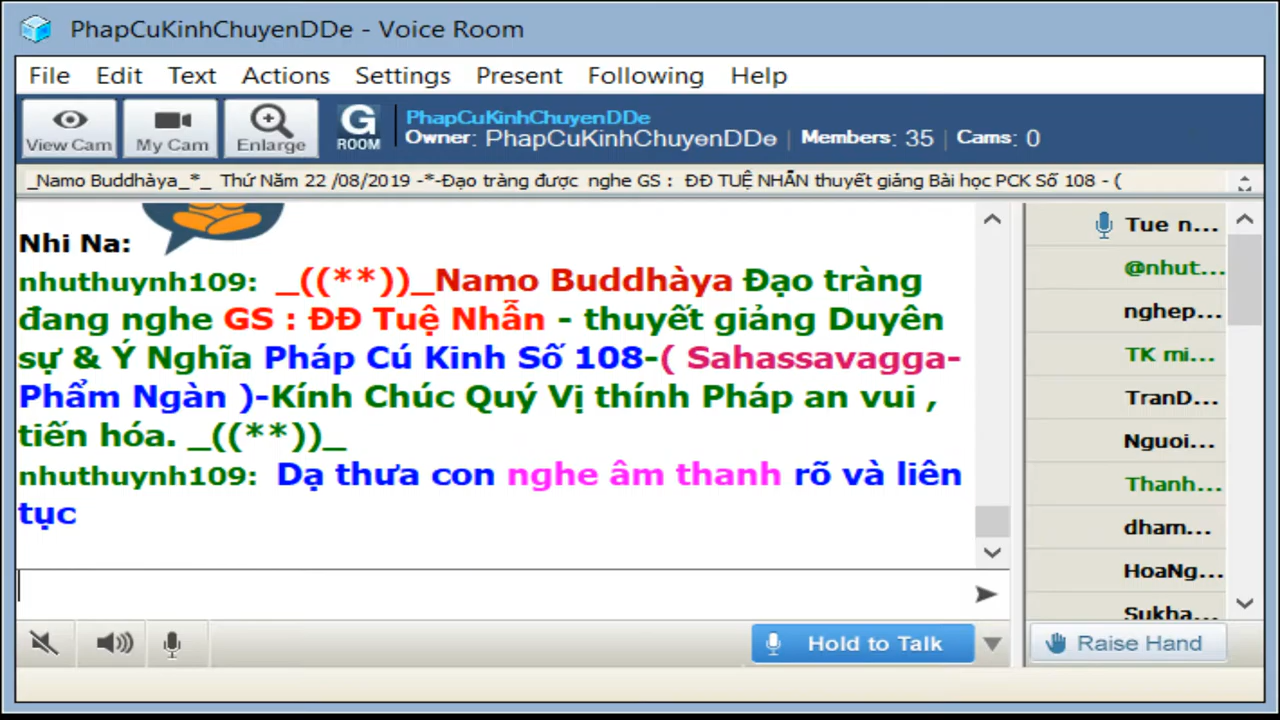 PhapCuKinhChuyenDDe - Voice Room
File Edit Text Actions Settings Present Following Help
View Cam My Cam Enlarge G ROOM
PhapCuKinhChuyenDDe
Owner: PhapCuKinhChuyenDDe | Members: 35 | Cams: 0
_Namo Buddhàya_*_ Thứ Năm 22 /08/2019 -*-Đạo tràng được nghe GS : ĐĐ TUỆ NHẪN thuyết giảng Bài học PCK Số 108 - (
Nhi Na:
nhuthuynh109: _((**))_Namo Buddhàya Đạo tràng
đang nghe GS : ĐĐ Tuệ Nhẫn - thuyết giảng Duyên
sự & Ý Nghĩa Pháp Cú Kinh Số 108-( Sahassavagga-
Phẩm Ngàn )-Kính Chúc Quý Vị thính Pháp an vui ,
tiến hóa. _((**))_
nhuthuynh109: Dạ thưa con nghe âm thanh rõ và liên
tục
Tue n...
@nhut...
nghep...
TK mi...
TranD...
Nguoi...
Thanh...
dham...
HoaNg...
Sukha...
Hold to Talk
Raise Hand